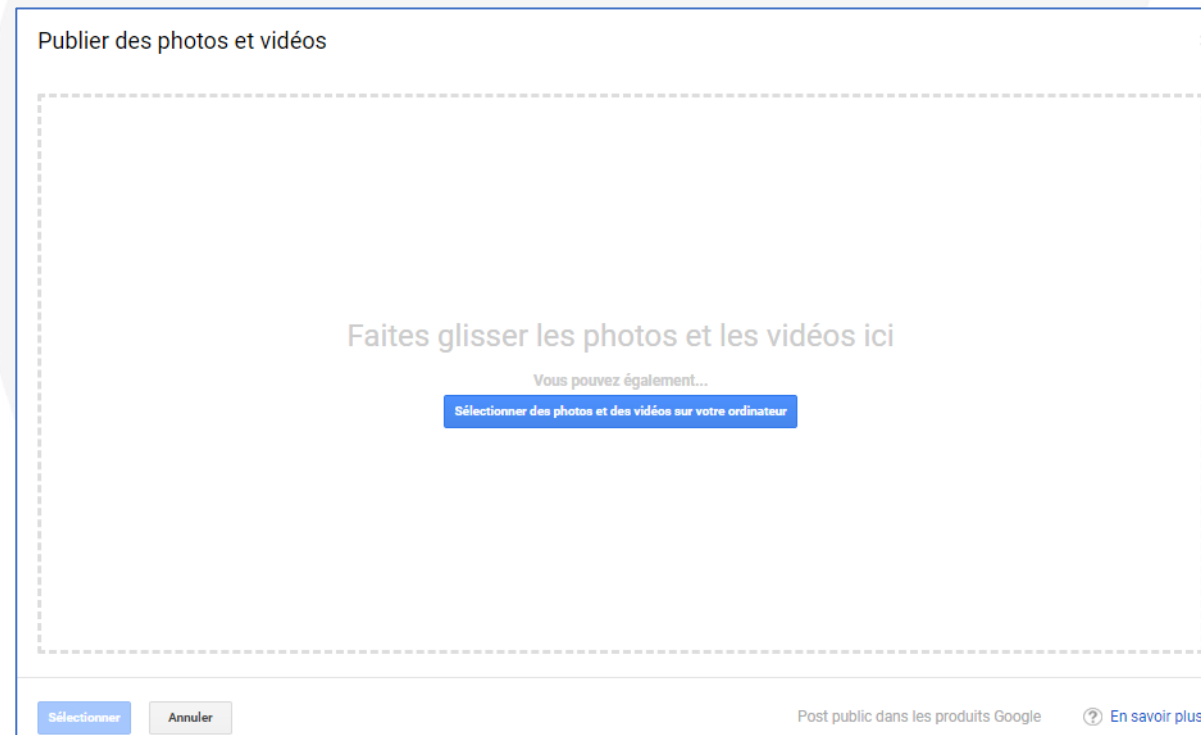 Publier des photos et vidéos
Faites glisser les photos et les vidéos ici
Vous pouvez également...
Sélectionner des photos et des vidéos sur votre ordinateur
Sélectionner Annuler Post public dans les produits Google ? En savoir plus